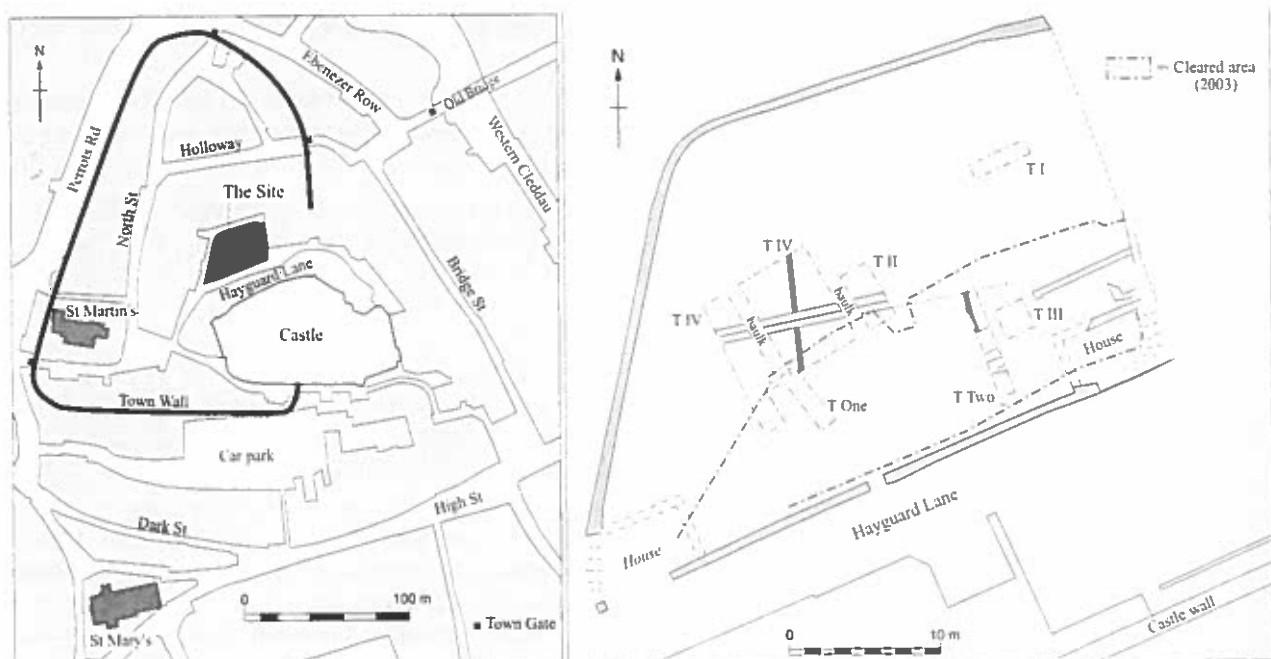 N
Perrots Rd
Ebenezer Row
Old Bridge
Western Cleddau
Holloway
North St
The Site
Hayguard Lane
Bridge St
St Martin's
Castle
Town Wall
Car park
High St
Dark St
0 100 m
St Mary's
Town Gate
N
Cleared area
(2003)
T I
T IV
T II
baulk
T IV
baulk
T III
House
T One
T Two
Hayguard Lane
House
Castle wall
0 10 m